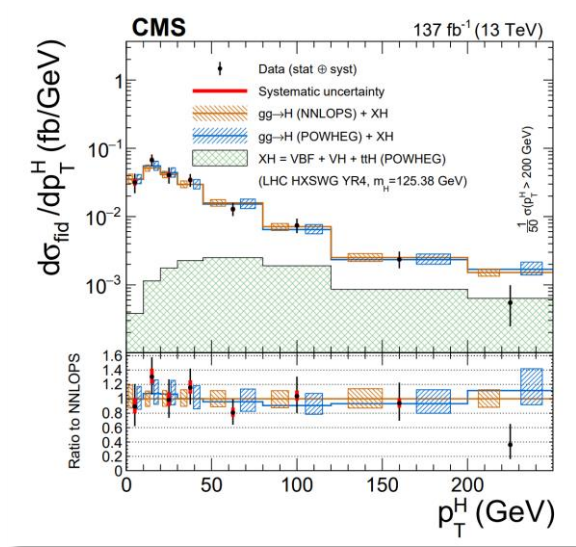 CMS 137 fb⁻¹ (13 TeV)
dσ_fid/dp_T^H (fb/GeV)
1
10⁻¹
10⁻²
10⁻³
Data (stat ⊕ syst)
Systematic uncertainty
gg→H (NNLOPS) + XH
gg→H (POWHEG) + XH
XH = VBF + VH + ttH (POWHEG)
(LHC HXSWG YR4, m_H=125.38 GeV)
1/50 σ(p_T^H > 200 GeV)
Ratio to NNLOPS
1.6
1.4
1.2
1
0.8
0.6
0.4
0.2
0
0 50 100 150 200 250
p_T^H (GeV)